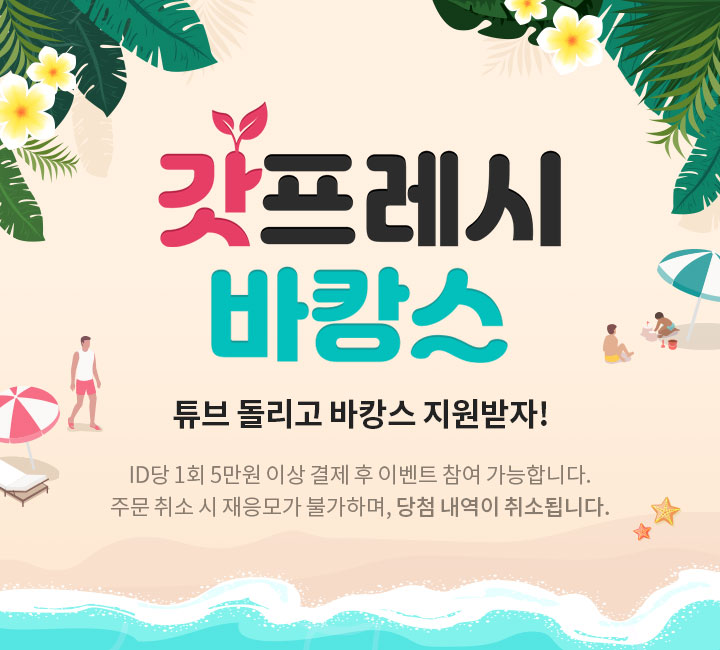 갓프레시
바캉스
튜브 돌리고 바캉스 지원받자!
ID당 1회 5만원 이상 결제 후 이벤트 참여 가능합니다.
주문 취소 시 재응모가 불가하며, 당첨 내역이 취소됩니다.